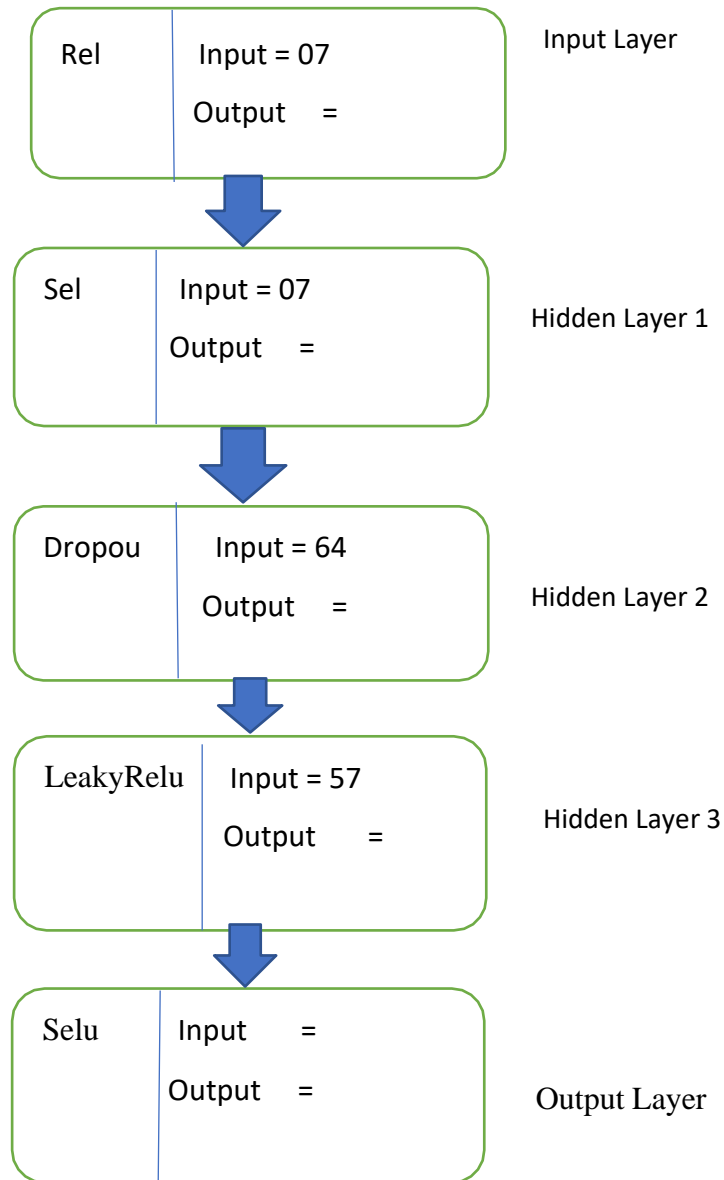 Rel Input = 07 Input Layer
Output =
Sel Input = 07
Output = Hidden Layer 1
Dropou Input = 64
Output = Hidden Layer 2
LeakyRelu Input = 57
Output = Hidden Layer 3
Selu Input =
Output = Output Layer